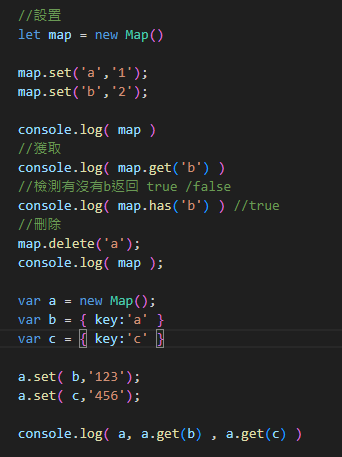 //設置
let map = new Map()
map.set('a','1');
map.set('b','2');
console.log( map )
//獲取
console.log( map.get('b') )
//檢測有沒有b返回 true /false
console.log( map.has('b') ) //true
//刪除
map.delete('a');
console.log( map );
var a = new Map();
var b = { key:'a' }
var c = { key:'c' }
a.set( b,'123');
a.set( c,'456');
console.log( a, a.get(b) , a.get(c) )